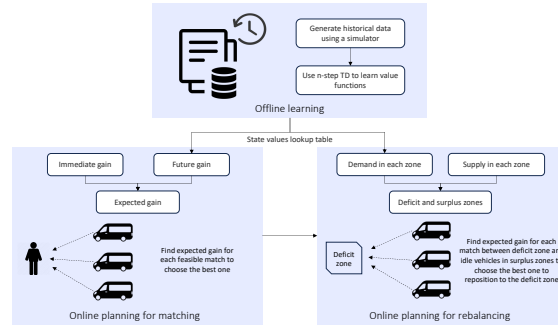 Generate historical data
using a simulator
Use n-step TD to learn value
functions
Offline learning
State values lookup table
Immediate gain
Future gain
Expected gain
Find expected gain for
each feasible match to
choose the best one
Online planning for matching
Demand in each zone
Supply in each zone
Deficit and surplus zones
Deficit
zone
Find expected gain for each
match between deficit zone an
idle vehicles in surplus zones t
choose the best one to
reposition to the deficit zone
Online planning for rebalancing